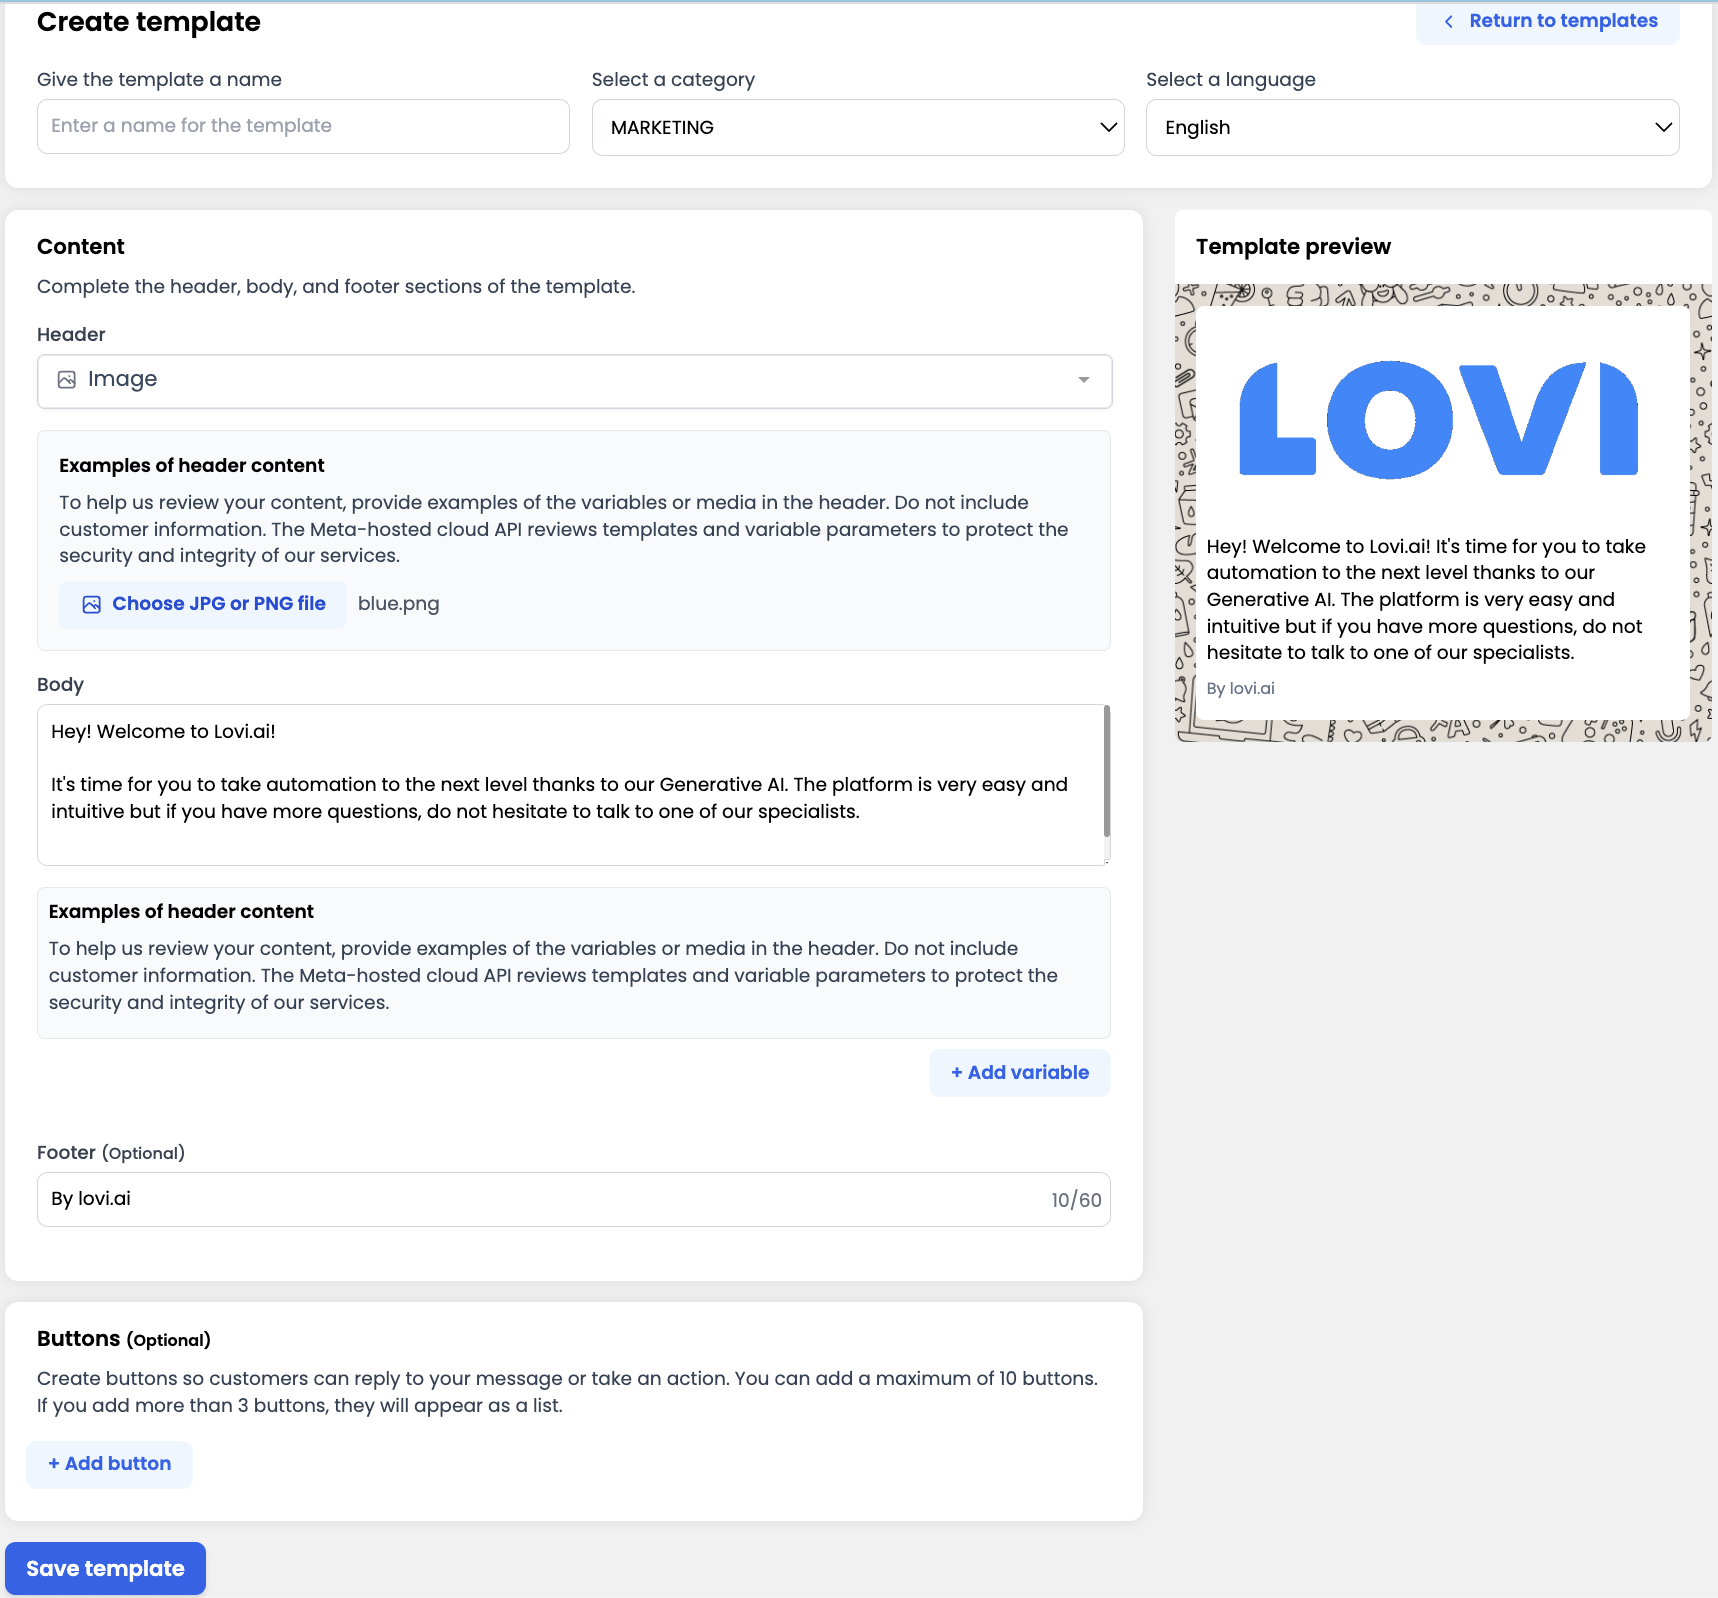 Create template
Return to templates
Give the template a name
Select a category
Select a language
Enter a name for the template
MARKETING
English
Content
Complete the header, body, and footer sections of the template.
Header
Image
Examples of header content
To help us review your content, provide examples of the variables or media in the header. Do not include
customer information. The Meta-hosted cloud API reviews templates and variable parameters to protect the
security and integrity of our services.
Choose JPG or PNG file
blue.png
Body
Hey! Welcome to Lovi.ai!
It's time for you to take automation to the next level thanks to our Generative AI. The platform is very easy and
intuitive but if you have more questions, do not hesitate to talk to one of our specialists.
Examples of header content
To help us review your content, provide examples of the variables or media in the header. Do not include
customer information. The Meta-hosted cloud API reviews templates and variable parameters to protect the
security and integrity of our services.
+ Add variable
Footer (Optional)
By lovi.ai
10/60
Buttons (Optional)
Create buttons so customers can reply to your message or take an action. You can add a maximum of 10 buttons.
If you add more than 3 buttons, they will appear as a list.
+ Add button
Save template
Template preview
LOVI
Hey! Welcome to Lovi.ai! It's time for you to take
automation to the next level thanks to our
Generative AI. The platform is very easy and
intuitive but if you have more questions, do not
hesitate to talk to one of our specialists.
By lovi.ai